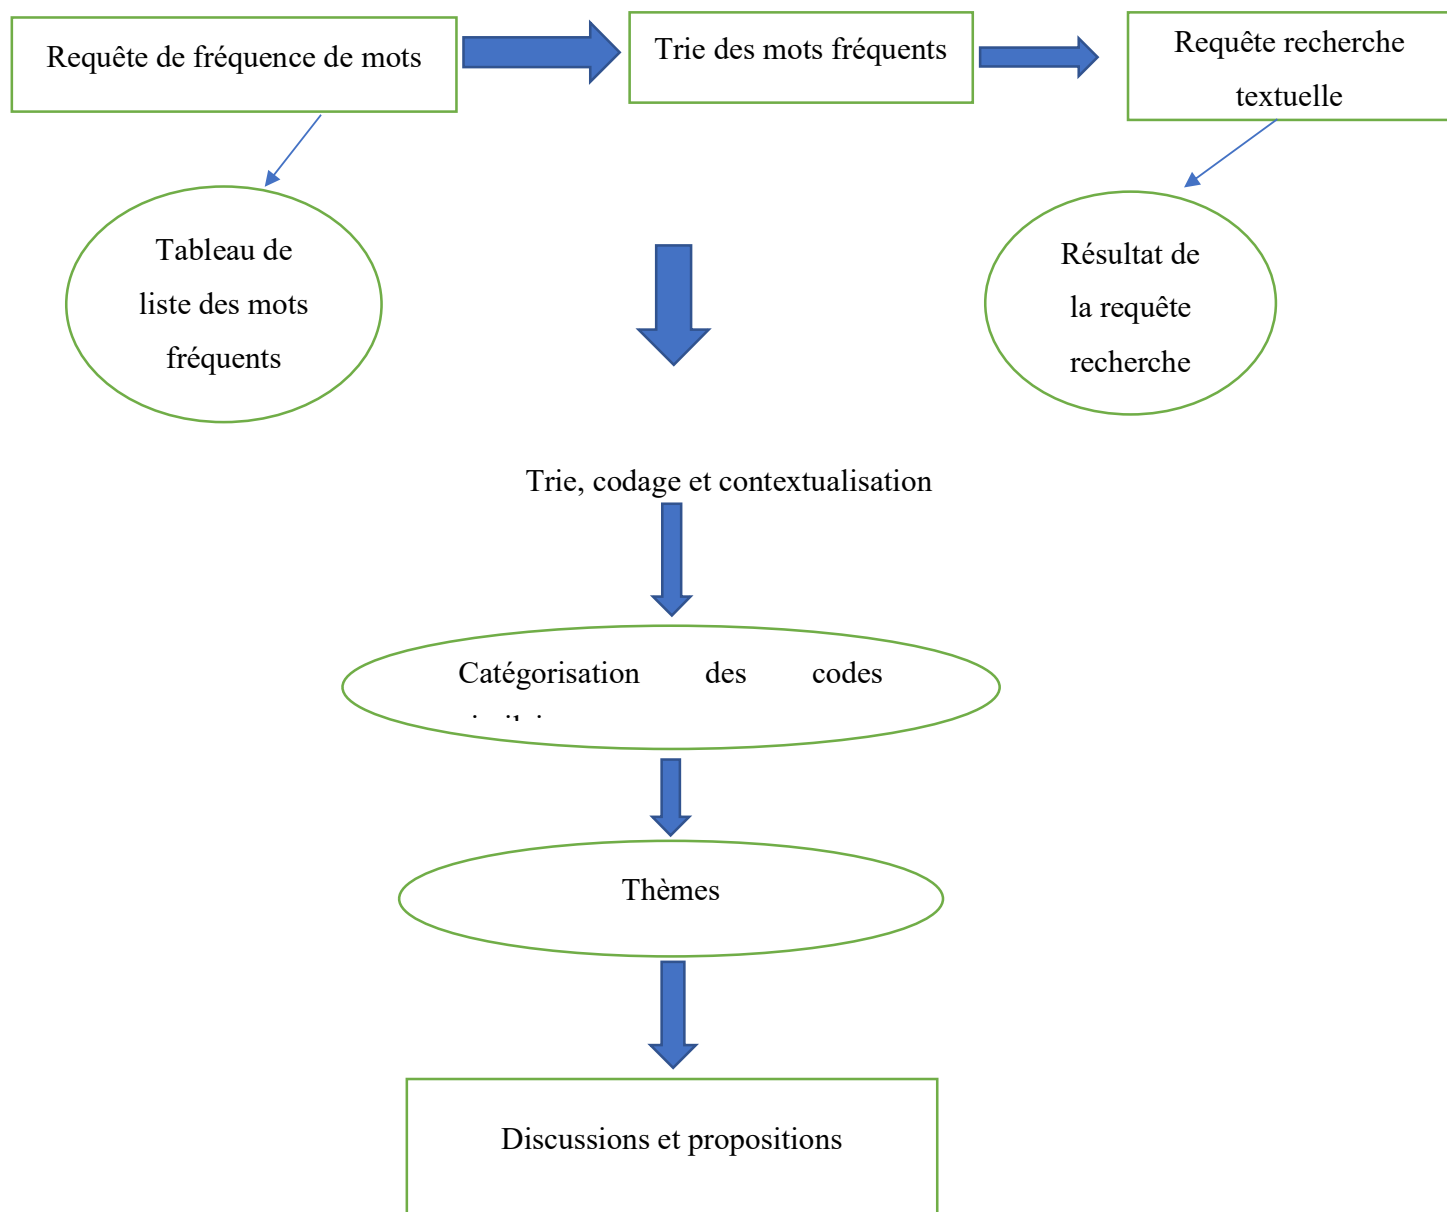 Requête de fréquence de mots
Trie des mots fréquents
Requête recherche
textuelle
Tableau de
liste des mots
fréquents
Résultat de
la requête
recherche
Trie, codage et contextualisation
Catégorisation des codes
Thèmes
Discussions et propositions